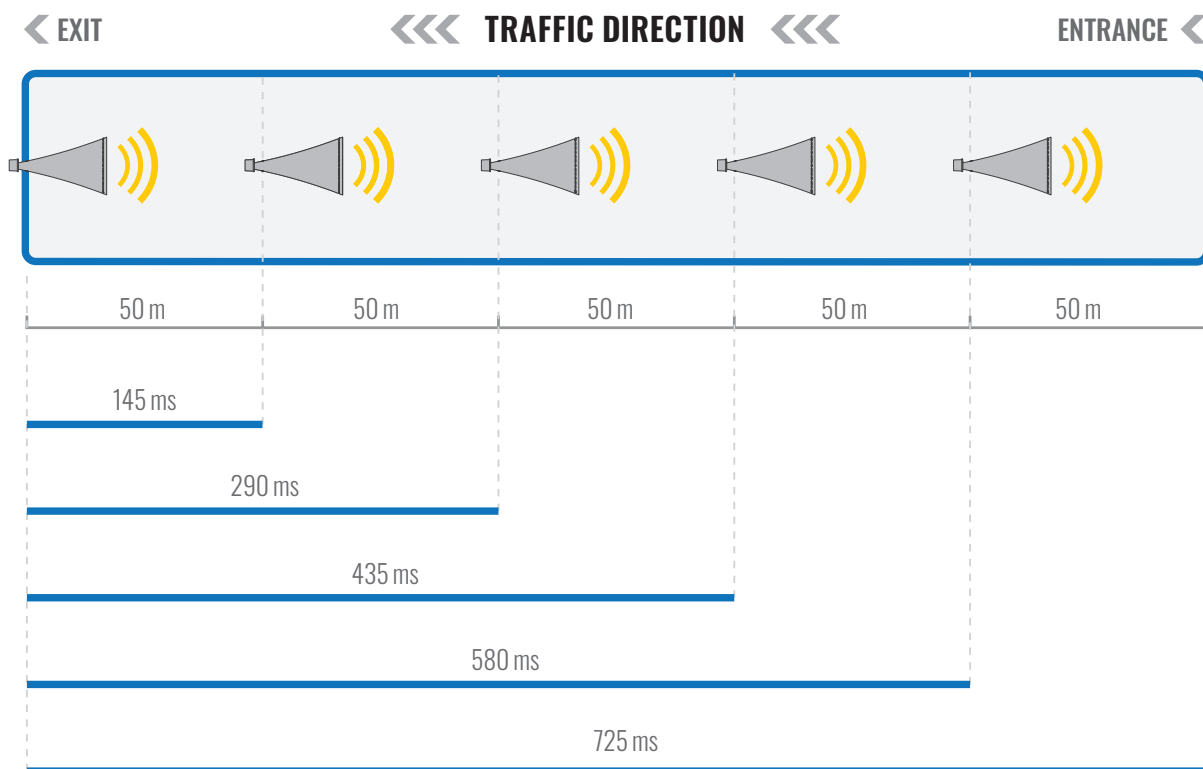 EXIT
TRAFFIC DIRECTION
ENTRANCE
50 m
50 m
50 m
50 m
50 m
145 ms
290 ms
435 ms
580 ms
725 ms